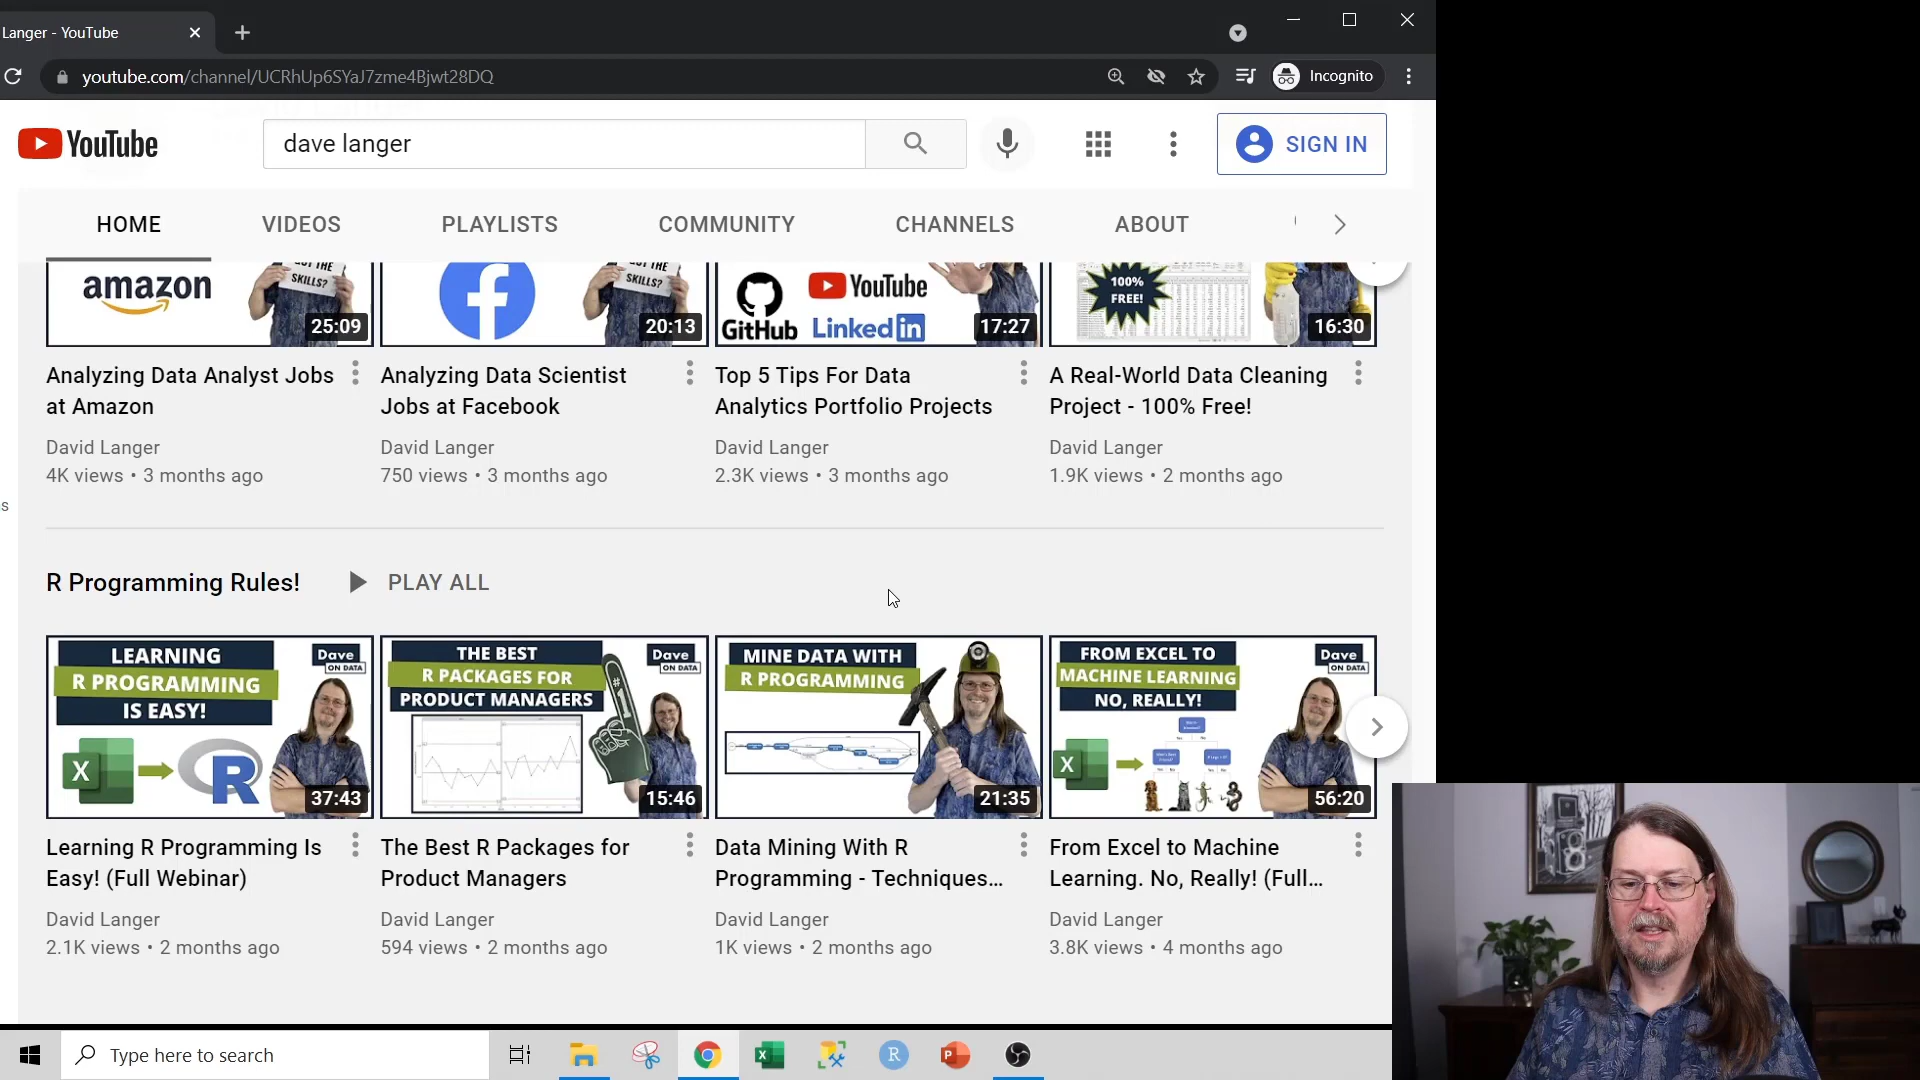 Langer - YouTube
youtube.com/channel/UCRhUp6SYaJ7zme4Bjwt28DQ
Incognito
YouTube
dave langer
SIGN IN
HOME
VIDEOS
PLAYLISTS
COMMUNITY
CHANNELS
ABOUT
amazon
SKILLS?
25:09
SKILLS?
20:13
YouTube
GitHub
Linked in
17:27
100%
FREE!
16:30
Analyzing Data Analyst Jobs
at Amazon
David Langer
4K views • 3 months ago
Analyzing Data Scientist
Jobs at Facebook
David Langer
750 views • 3 months ago
Top 5 Tips For Data
Analytics Portfolio Projects
David Langer
2.3K views • 3 months ago
A Real-World Data Cleaning
Project - 100% Free!
David Langer
1.9K views • 2 months ago
s
R Programming Rules!
PLAY ALL
LEARNING
R PROGRAMMING
IS EASY!
Dave
ON DATA
X
R
37:43
THE BEST
R PACKAGES FOR
PRODUCT MANAGERS
Dave
ON DATA
#1
15:46
MINE DATA WITH
R PROGRAMMING
21:35
FROM EXCEL TO
MACHINE LEARNING
NO, REALLY!
Dave
ON DATA
X
56:20
Learning R Programming Is
Easy! (Full Webinar)
David Langer
2.1K views • 2 months ago
The Best R Packages for
Product Managers
David Langer
594 views • 2 months ago
Data Mining With R
Programming - Techniques...
David Langer
1K views • 2 months ago
From Excel to Machine
Learning. No, Really! (Full...
David Langer
3.8K views • 4 months ago
Type here to search
X
R
P